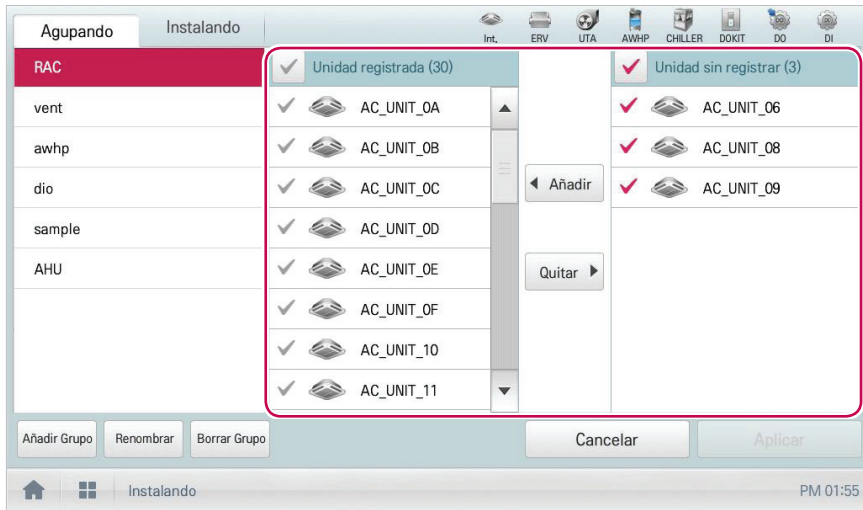 Agupando
Instalando
Int,
ERV
UTA
AWHP
CHILLER
DOKIT
DO
DI
RAC
vent
awhp
dio
sample
AHU
Unidad registrada (30)
AC_UNIT_0A
AC_UNIT_0B
AC_UNIT_0C
AC_UNIT_0D
AC_UNIT_0E
AC_UNIT_0F
AC_UNIT_10
AC_UNIT_11
Añadir
Quitar
Unidad sin registrar (3)
AC_UNIT_06
AC_UNIT_08
AC_UNIT_09
Añadir Grupo
Renombrar
Borrar Grupo
Cancelar
Aplicar
Instalando
PM 01:55